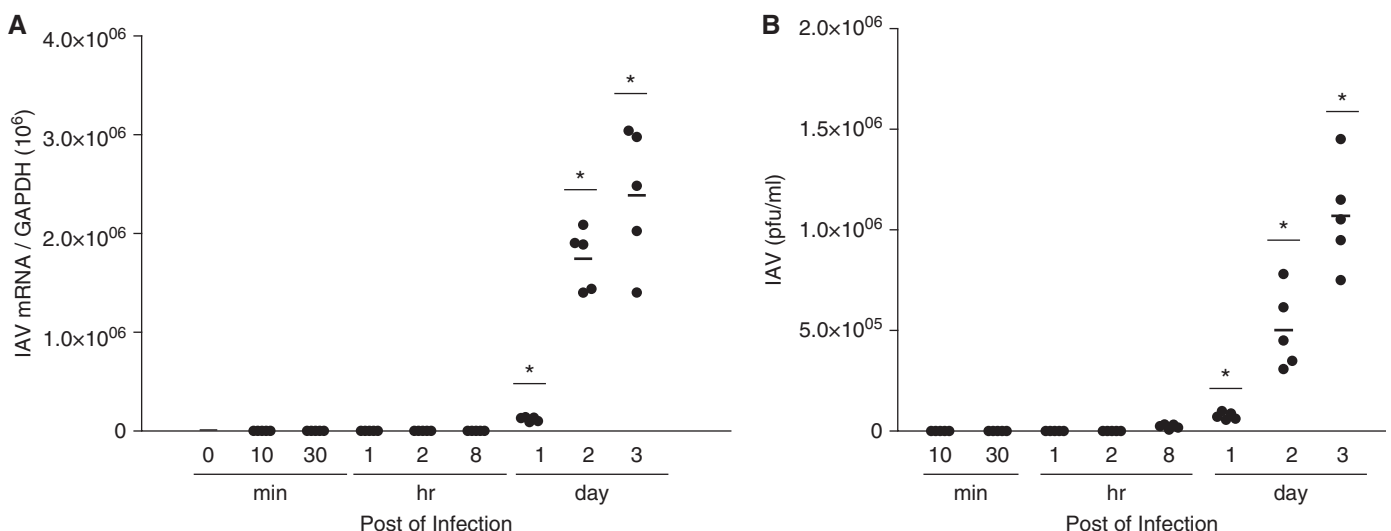 A
4.0×10⁰⁶
3.0×10⁰⁶
2.0×10⁰⁶
1.0×10⁰⁶
0
IAV mRNA / GAPDH (10⁶)
* * *
0 10 30 1 2 8 1 2 3
min hr day
Post of Infection
B
2.0×10⁰⁶
1.5×10⁰⁶
1.0×10⁰⁶
5.0×10⁰⁵
0
IAV (pfu/ml)
* * *
10 30 1 2 8 1 2 3
min hr day
Post of Infection